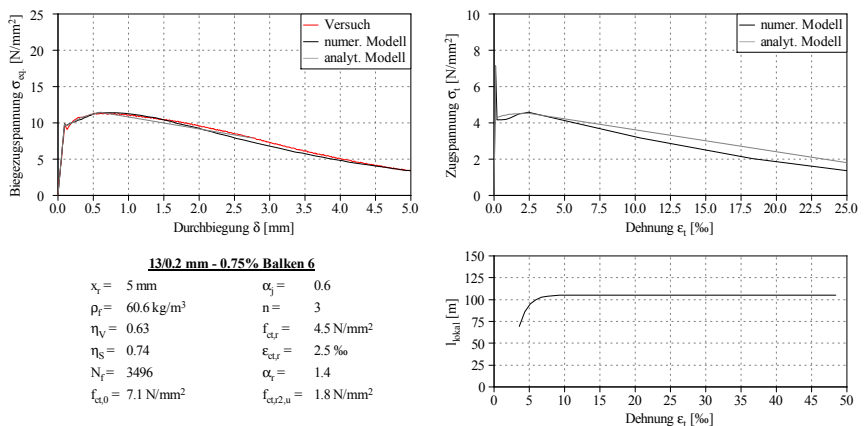 Biegezugspannung σeq. [N/mm²]
25
20
15
10
5
0
0.0 0.5 1.0 1.5 2.0 2.5 3.0 3.5 4.0 4.5 5.0
Durchbiegung δ [mm]
Versuch
numer. Modell
analyt. Modell
Zugspannung σt [N/mm²]
10
8
6
4
2
0
0.0 2.5 5.0 7.5 10.0 12.5 15.0 17.5 20.0 22.5 25.0
Dehnung εt [‰]
numer. Modell
analyt. Modell
13/0.2 mm - 0.75% Balken 6
xr = 5 mm αj = 0.6
ρf = 60.6 kg/m³ n = 3
ηV = 0.63 fct,r = 4.5 N/mm²
ηS = 0.74 εct,r = 2.5 ‰
Nf = 3496 αr = 1.4
fct,0 = 7.1 N/mm² fct,r2,u = 1.8 N/mm²
llokal [m]
150
125
100
75
50
25
0
0 5 10 15 20 25 30 35 40 45 50
Dehnung εt [‰]